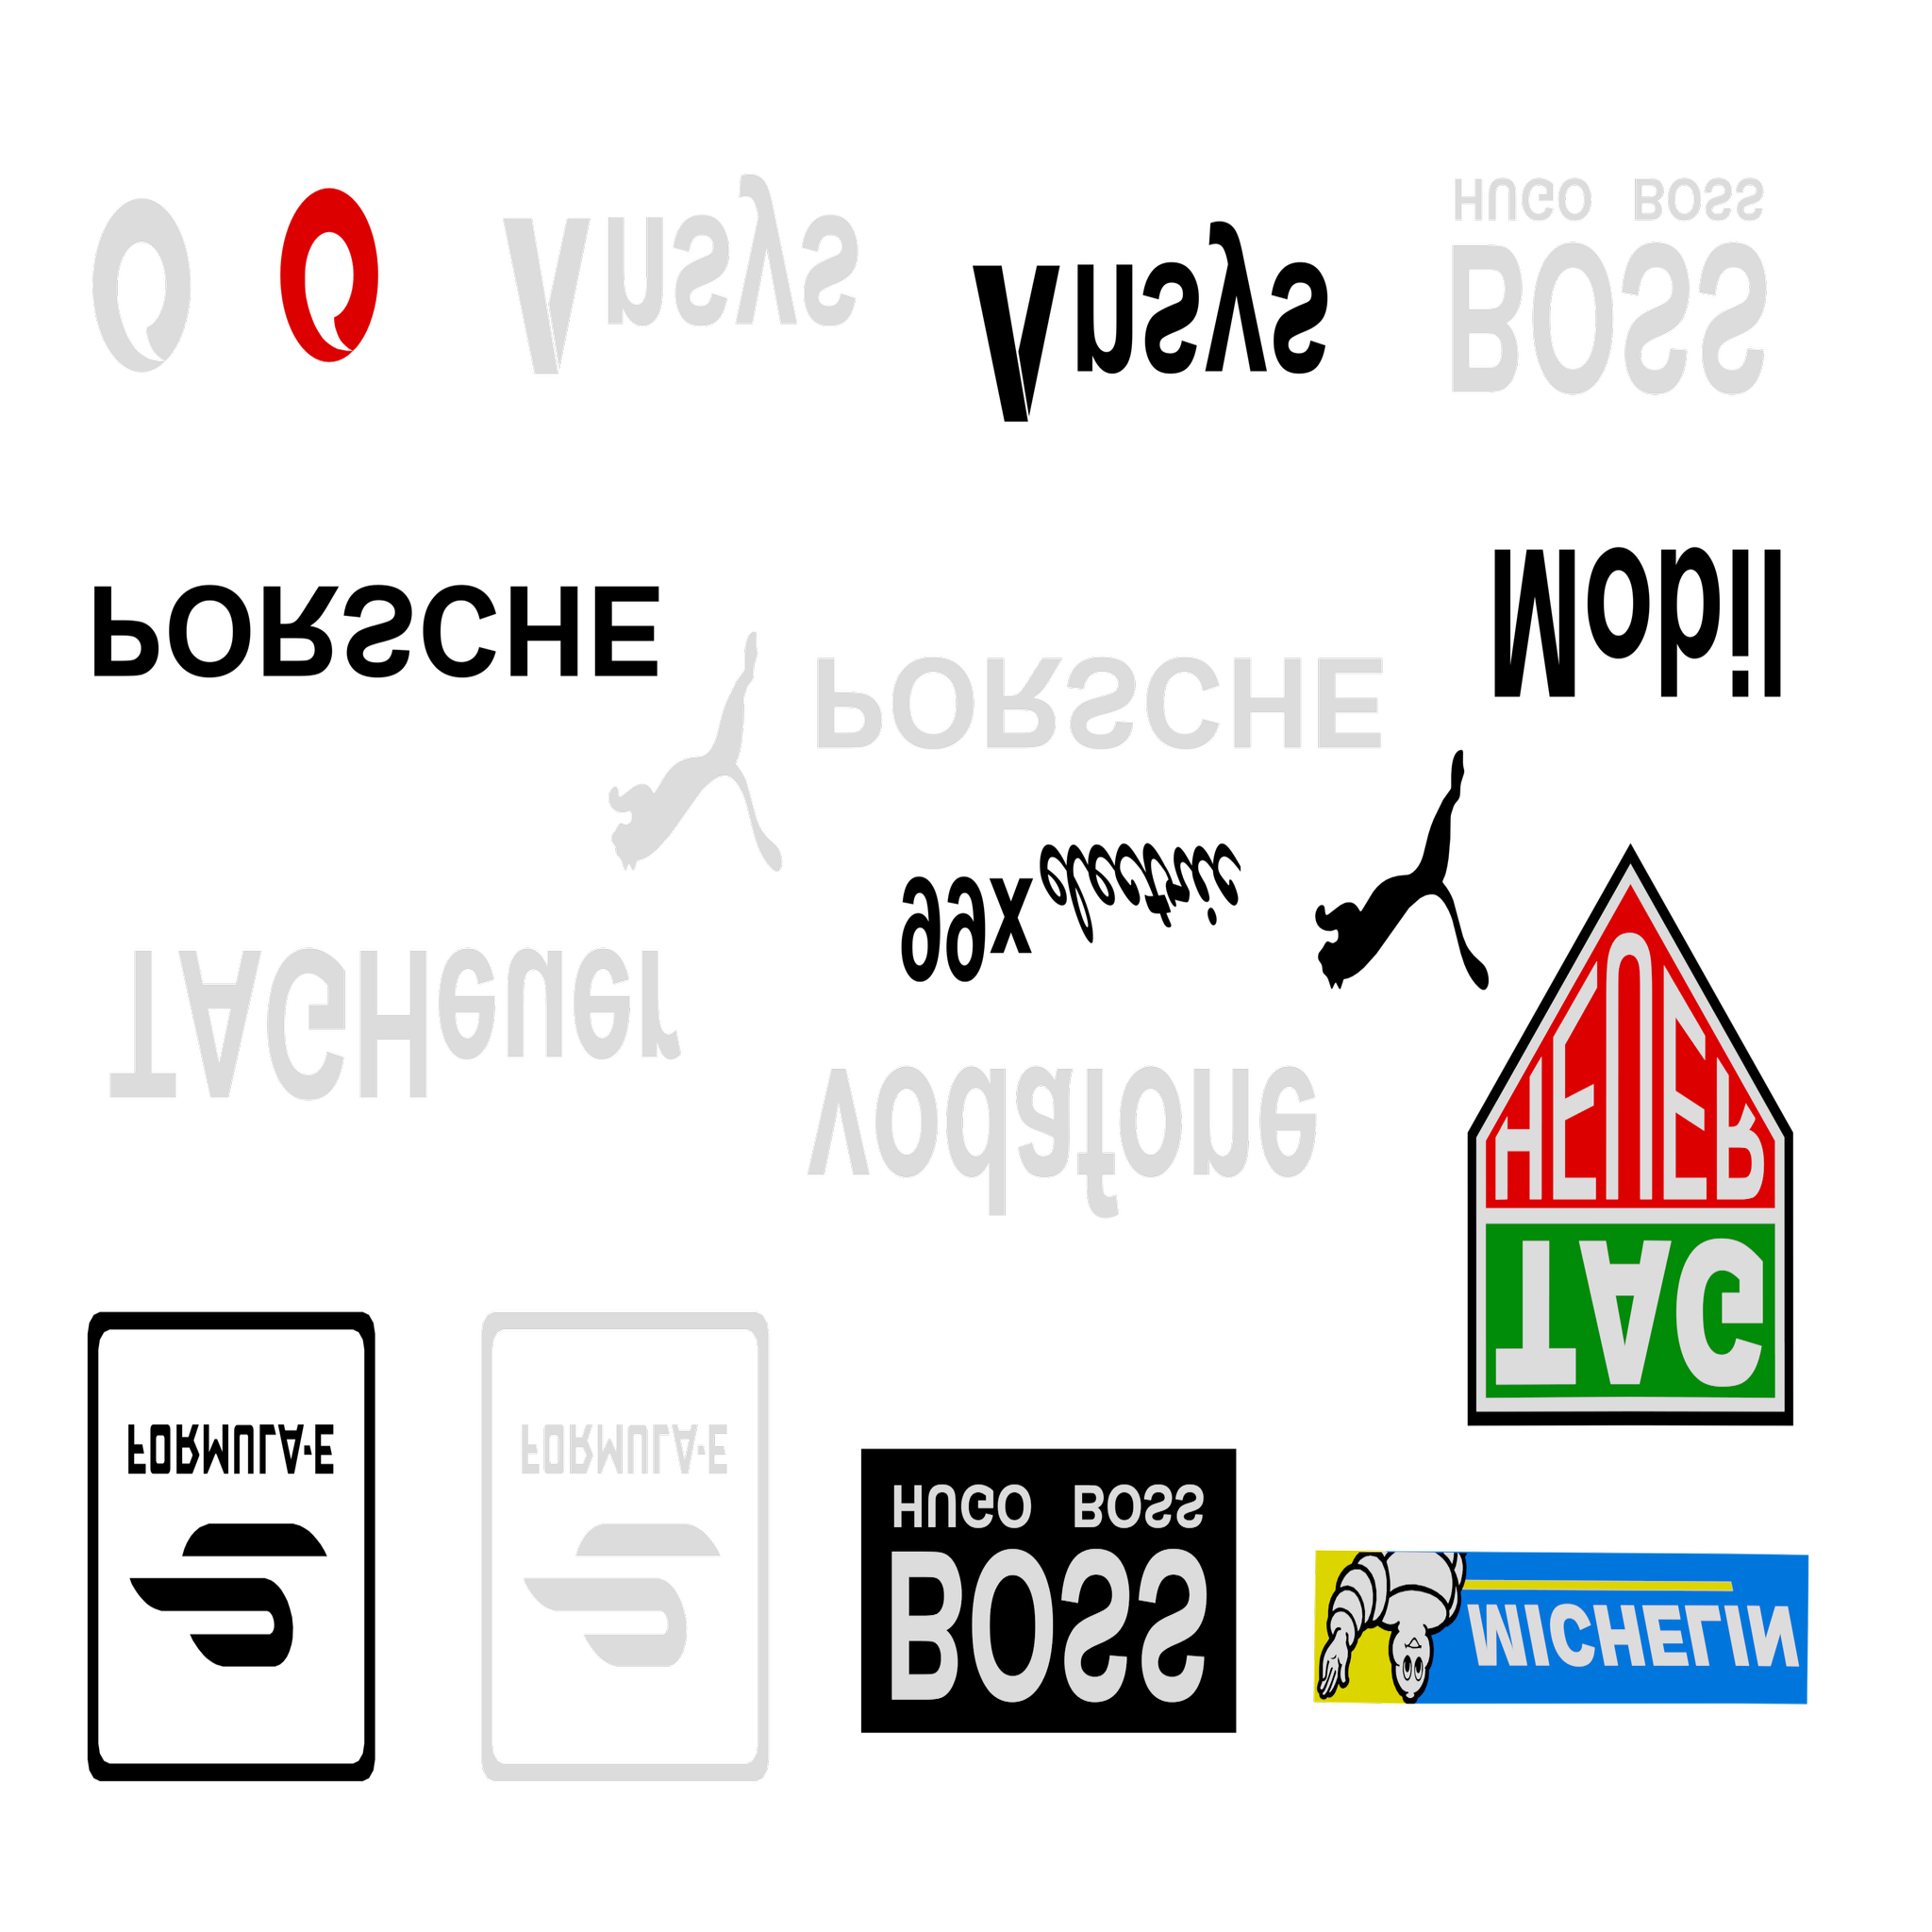 Ansys
Ansys
HUGO BOSS
BOSS
PORSCHE
Mobil
PORSCHE
99x
TAGHeuer
vodafone
HEUER
TAG
FORMULA-E
FORMULA-E
HUGO BOSS
BOSS
MICHELIN